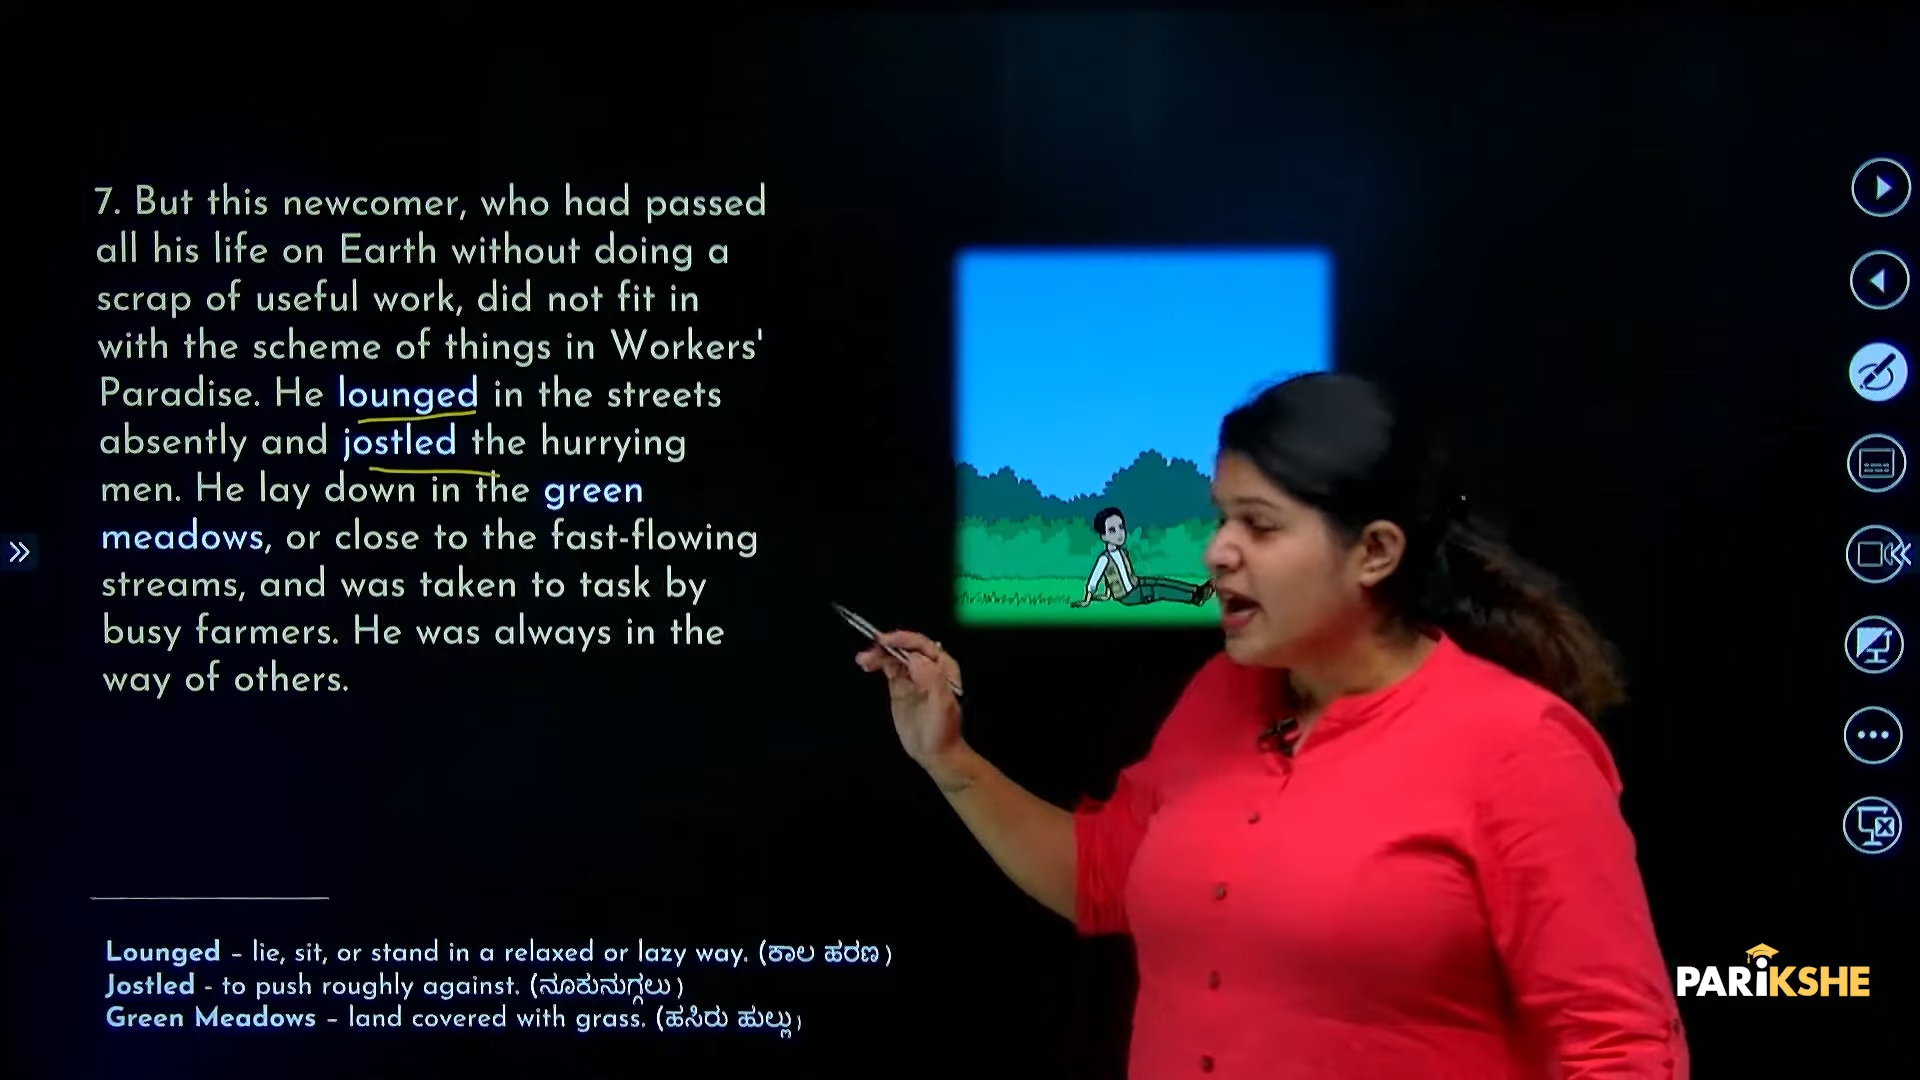 7. But this newcomer, who had passed
all his life on Earth without doing a
scrap of useful work, did not fit in
with the scheme of things in Workers'
Paradise. He lounged in the streets
absently and jostled the hurrying
men. He lay down in the green
meadows, or close to the fast-flowing
streams, and was taken to task by
busy farmers. He was always in the
way of others.
Lounged – lie, sit, or stand in a relaxed or lazy way. (ಕಾಲ ಹರಣ)
Jostled - to push roughly against. (ನೂಕುನುಗ್ಗಲು)
Green Meadows – land covered with grass. (ಹಸಿರು ಹುಲ್ಲು)
PARIKSHE